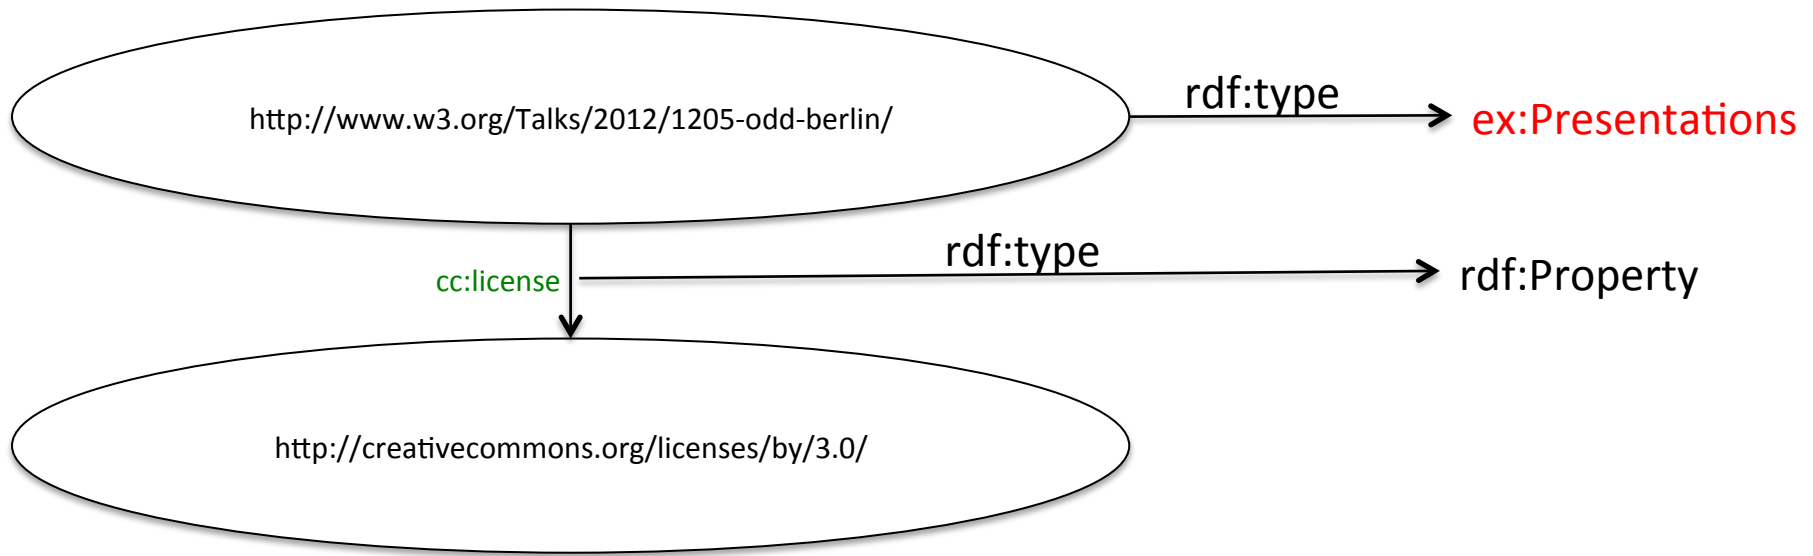 http://www.w3.org/Talks/2012/1205-odd-berlin/
rdf:type
ex:Presentations
cc:license
rdf:type
rdf:Property
http://creativecommons.org/licenses/by/3.0/